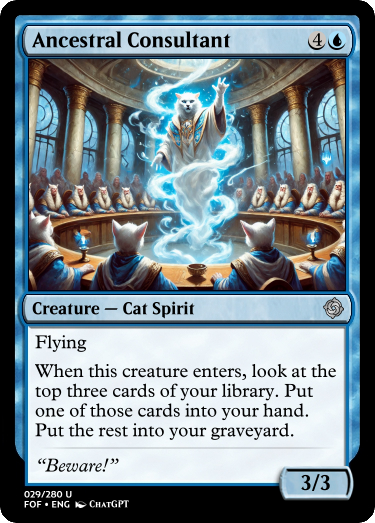 Ancestral Consultant 4
Creature — Cat Spirit
Flying
When this creature enters, look at the
top three cards of your library. Put
one of those cards into your hand.
Put the rest into your graveyard.
“Beware!”
3/3
029/280 U
FOF • ENG ChatGPT